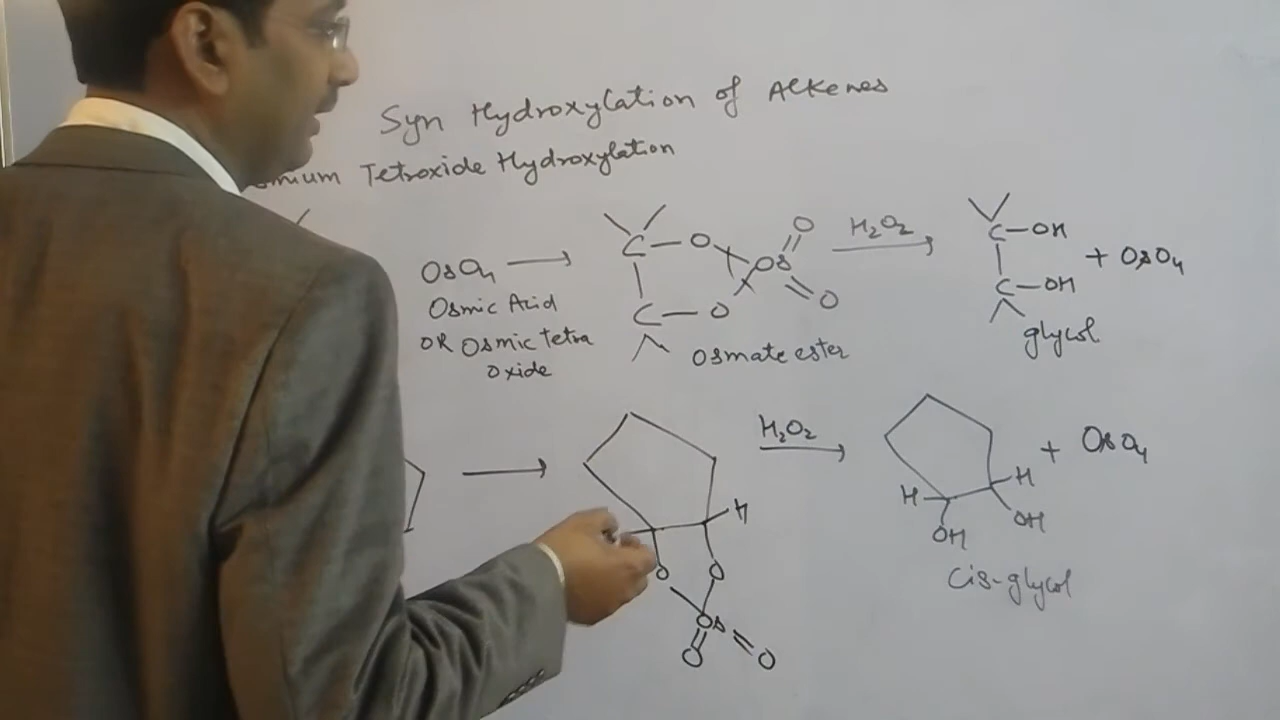 Syn Hydroxylation of Alkenes
mium Tetroxide Hydroxylation
OsO4 → C—O Os O O H2O2 → C—OH + OsO4
Osmic Acid
C—O C—OH
OR Osmic tetra
oxide
Osmate ester
glycol
→ H O O Os O O H2O2 → H H OH OH + OsO4
cis-glycol